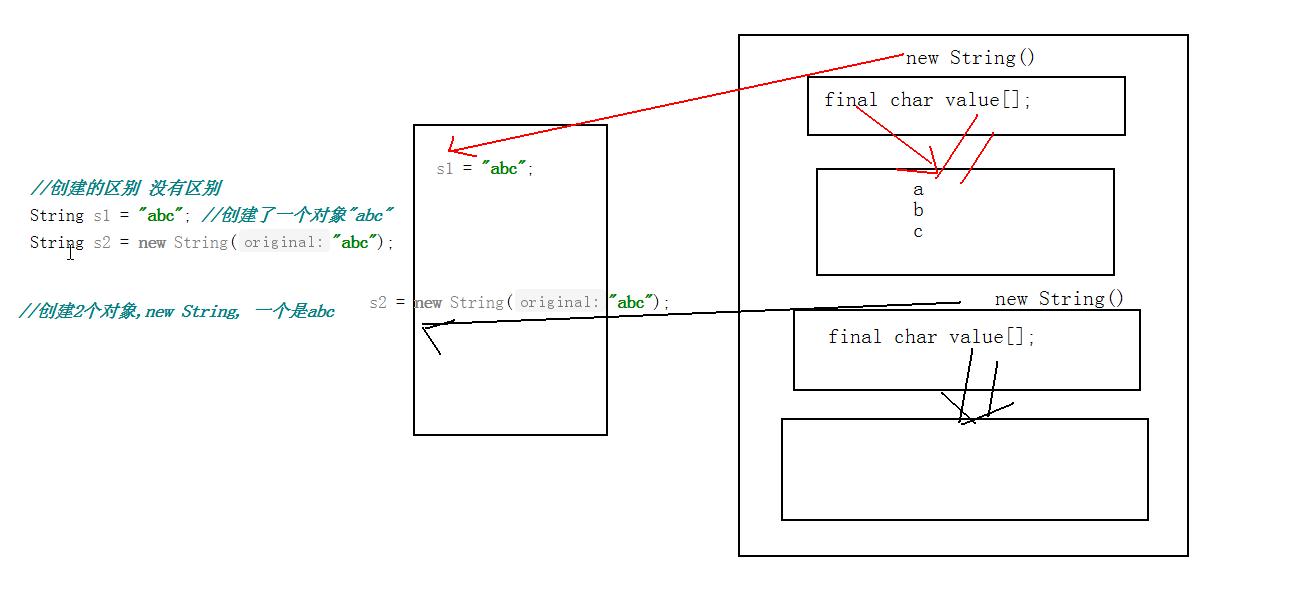 //创建的区别 没有区别
String s1 = "abc"; //创建了一个对象"abc"
String s2 = new String( original: "abc");
//创建2个对象,new String, 一个是abc
s1 = "abc";
s2 = new String( original: "abc");
new String()
final char value[];
a
b
c
new String()
final char value[];